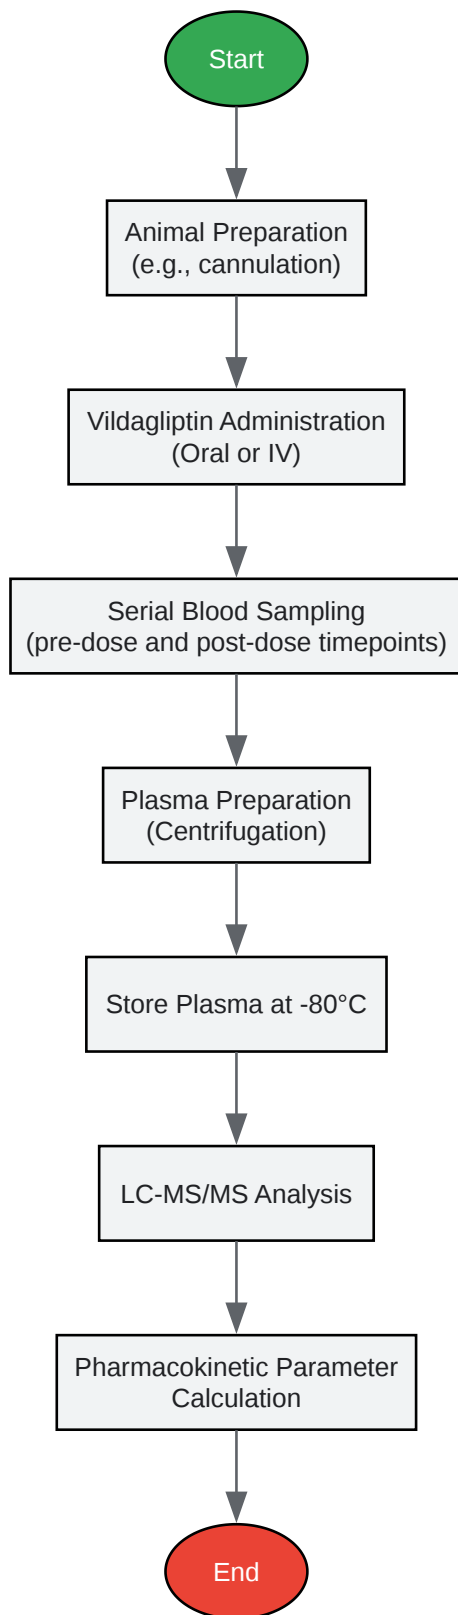 Start
Animal Preparation
(e.g., cannulation)
Vildagliptin Administration
(Oral or IV)
Serial Blood Sampling
(pre-dose and post-dose timepoints)
Plasma Preparation
(Centrifugation)
Store Plasma at -80°C
LC-MS/MS Analysis
Pharmacokinetic Parameter
Calculation
End